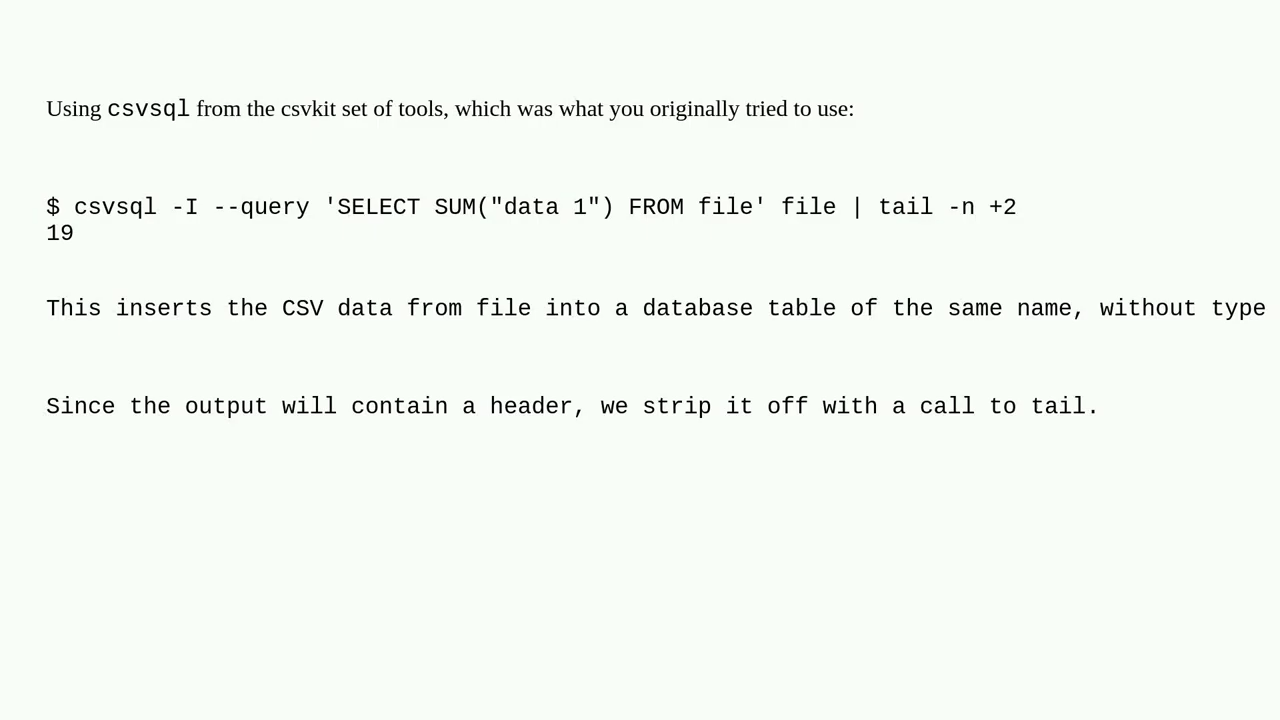 Using csvsql from the csvkit set of tools, which was what you originally tried to use:
$ csvsql -I --query 'SELECT SUM("data 1") FROM file' file | tail -n +2
19
This inserts the CSV data from file into a database table of the same name, without type
Since the output will contain a header, we strip it off with a call to tail.